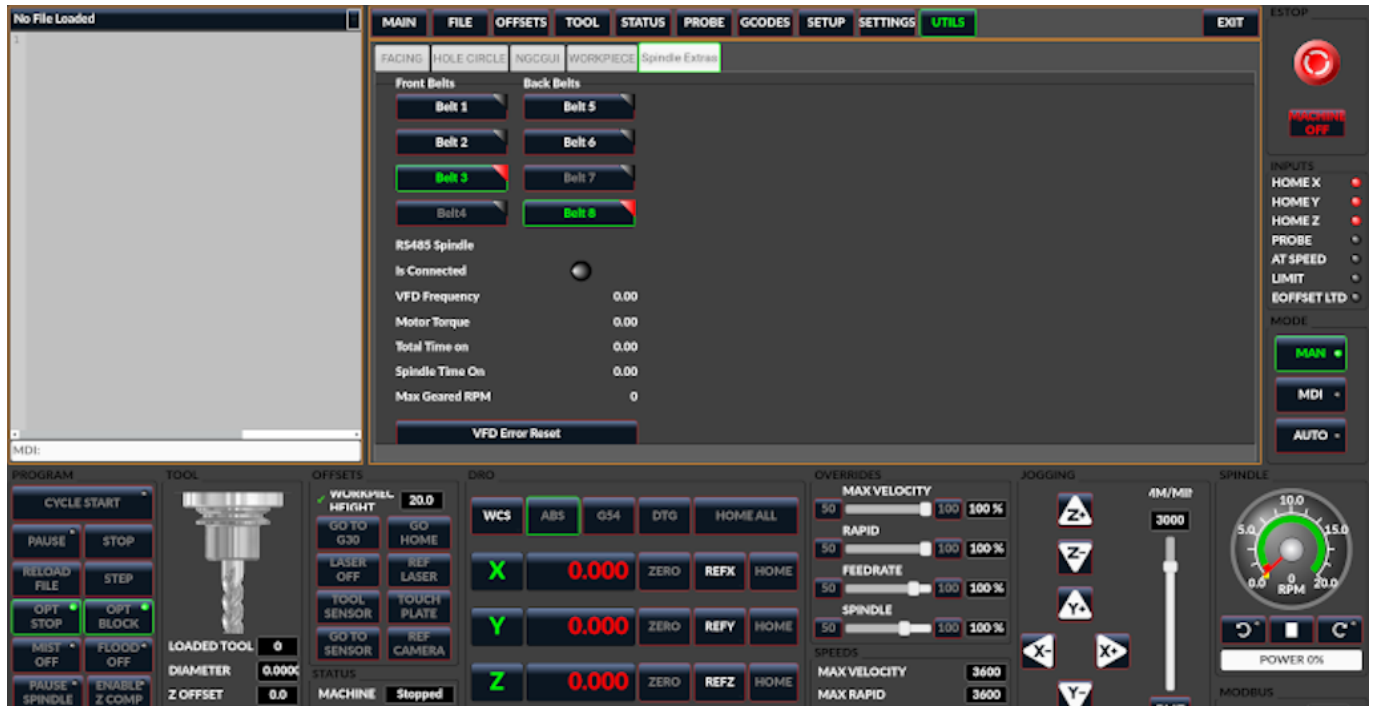 No File Loaded
1
MDI:
MAIN FILE OFFSETS TOOL STATUS PROBE GCODES SETUP SETTINGS UTILS EXIT
FACING HOLE CIRCLE NGCGUI WORKPIECE Spindle Extras
Front Belts Back Belts
Belt 1 Belt 5
Belt 2 Belt 6
Belt 3 Belt 7
Belt4 Belt 8
RS485 Spindle
Is Connected
VFD Frequency 0.00
Motor Torque 0.00
Total Time on 0.00
Spindle Time On 0.00
Max Geared RPM 0
VFD Error Reset
ESTOP
MACHINE
OFF
INPUTS
HOME X
HOME Y
HOME Z
PROBE
AT SPEED
LIMIT
EOFFSET LTD
MODE
MAN
MDI
AUTO
PROGRAM
CYCLE START
PAUSE STOP
RELOAD
FILE
STEP
OPT
STOP
OPT
BLOCK
MIST
OFF
FLOOD
OFF
PAUSE
SPINDLE
ENABLE
Z COMP
TOOL
LOADED TOOL 0
DIAMETER 0.0000
Z OFFSET 0.0
OFFSETS
HEIGHT 20.0
GO TO
G30
GO
HOME
LASER
OFF
REF
LASER
TOOL
SENSOR
TOUCH
PLATE
GO TO
SENSOR
REF
CAMERA
STATUS
MACHINE Stopped
DRO
WCS ABS G54 DTG HOME ALL
X 0.000 ZERO REFX HOME
Y 0.000 ZERO REFY HOME
Z 0.000 ZERO REFZ HOME
OVERRIDES
MAX VELOCITY
50 100 100 %
RAPID
50 100 100 %
FEEDRATE
50 100 100 %
SPINDLE
50 100 100 %
SPEEDS
MAX VELOCITY 3600
MAX RAPID 3600
JOGGING
Z+
Z-
Y+
X- X+
Y-
3000
SPINDLE
10.0
5.0 15.0
0.0 0 20.0
RPM
POWER 0%
MODBUS